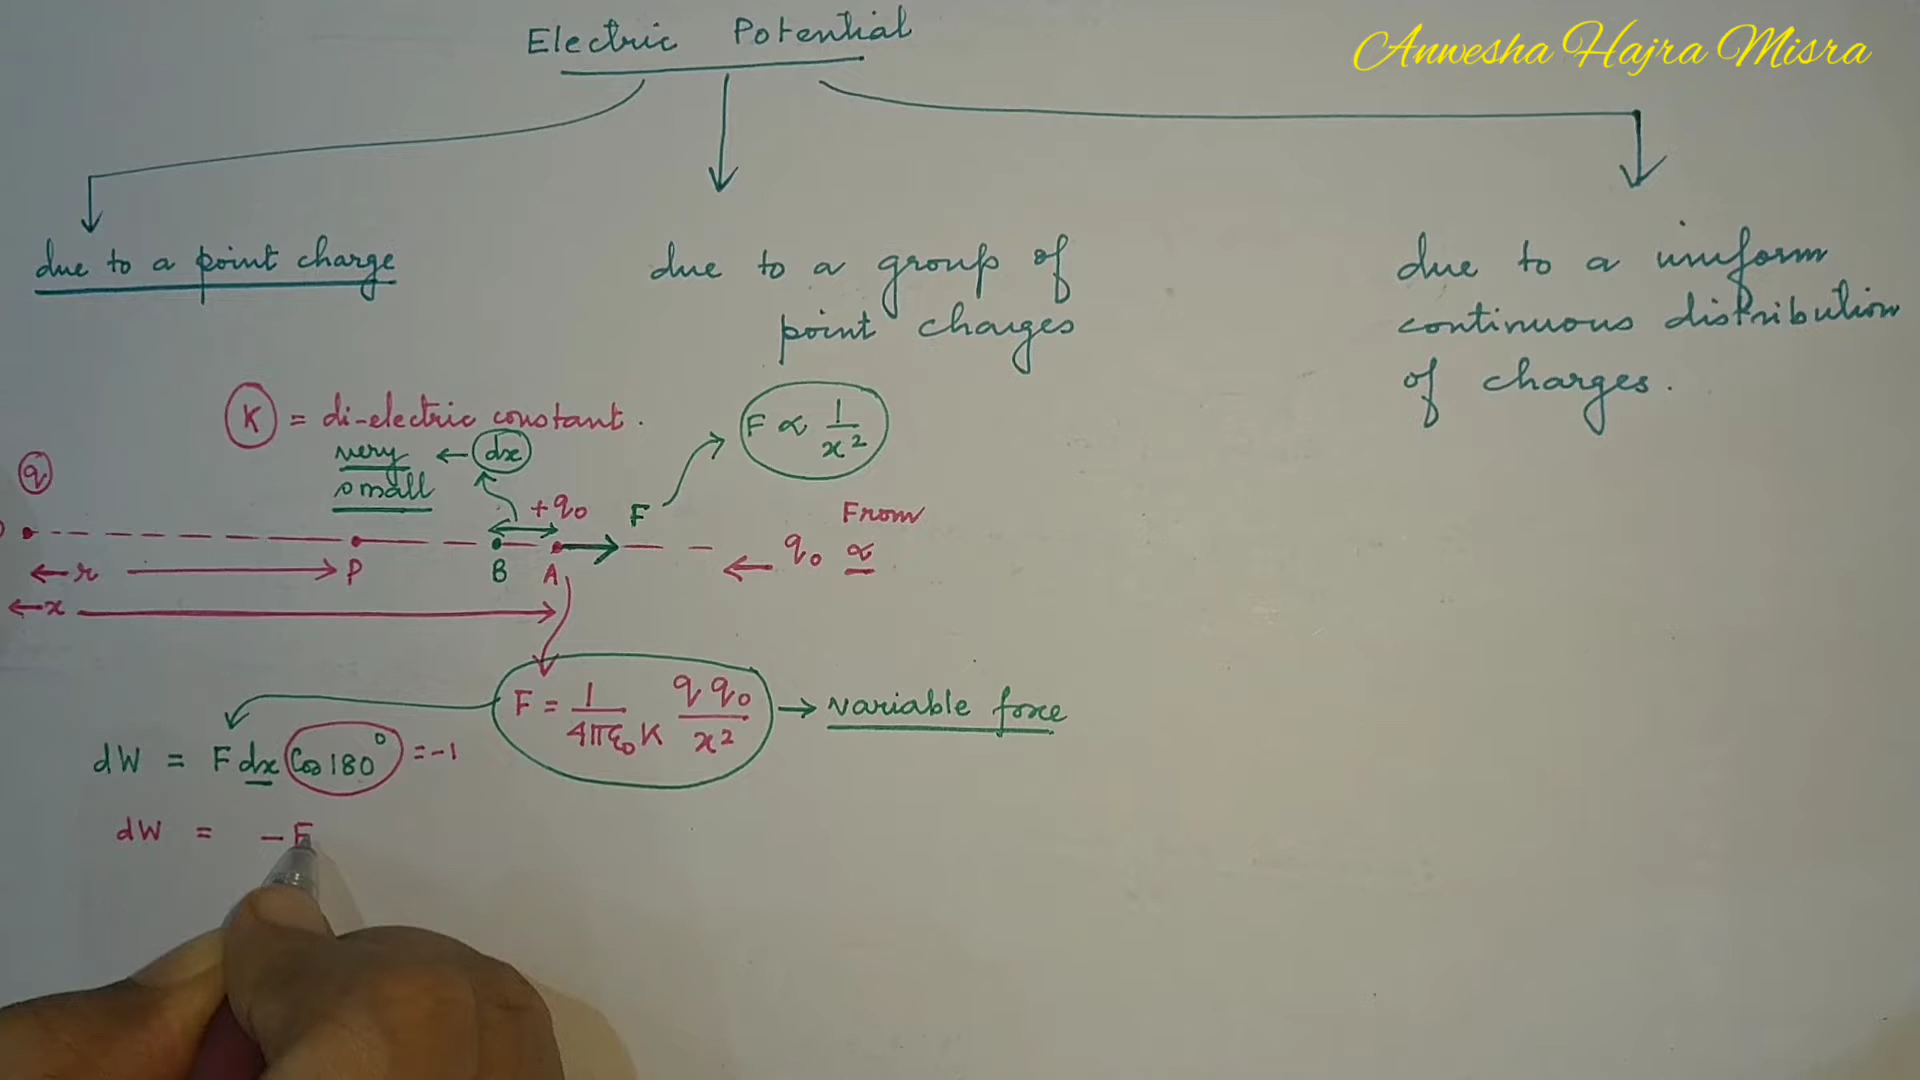 Electric Potential
Anwesha Hajra Misra
due to a point charge
due to a group of
point charges
due to a uniform
continuous distribution
of charges.
K = di-electric constant.
very ← dx
small
F ∝ 1/x²
q
+q₀
F
From
← q₀ ∝
← r → P B A
← x →
F = 1/4πε₀K qq₀/x² → variable force
dW = F dx Cos 180° = -1
dW = - F